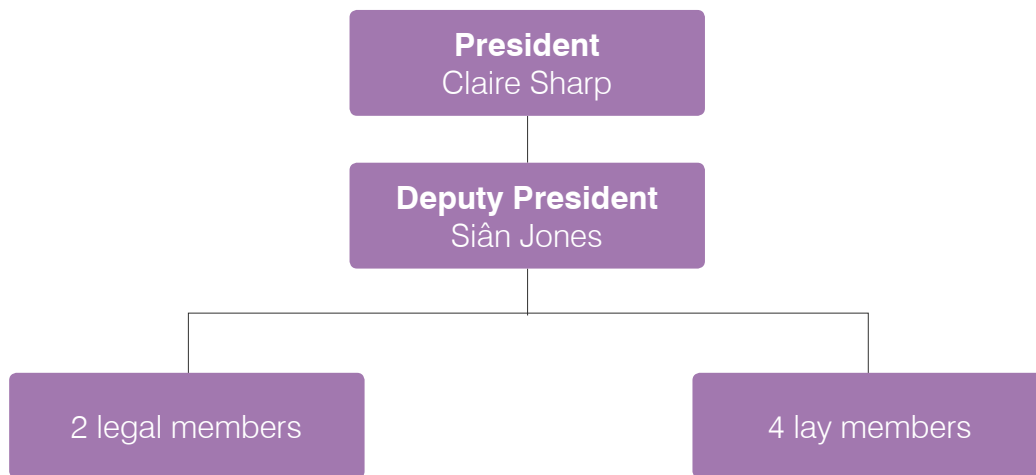 President
Claire Sharp
Deputy President
Siân Jones
2 legal members
4 lay members